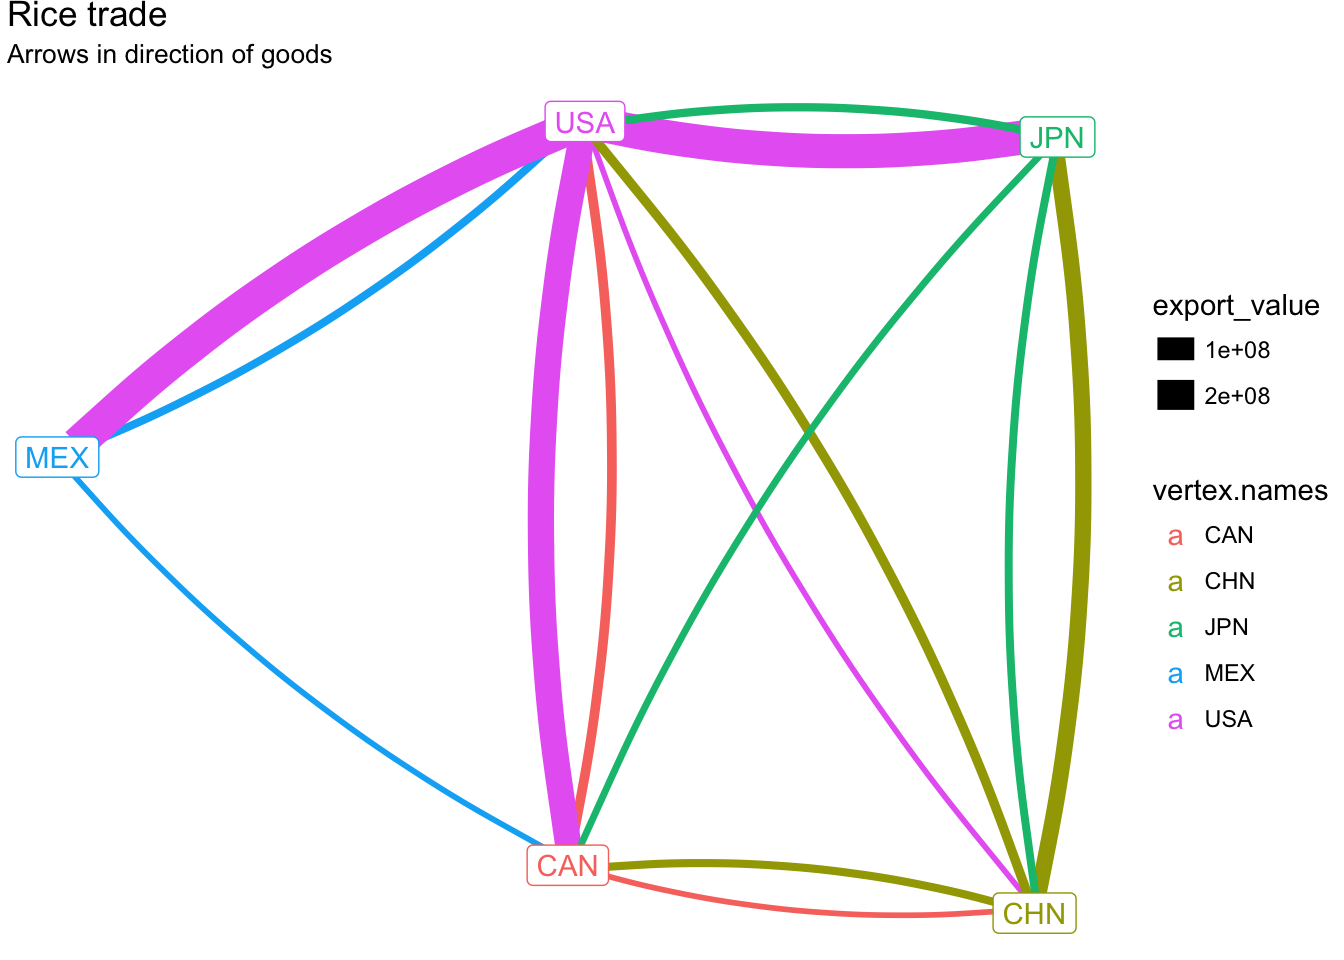 Rice trade
Arrows in direction of goods
USA
JPN
MEX
CAN
CHN
export_value
1e+08
2e+08
vertex.names
a CAN
a CHN
a JPN
a MEX
a USA